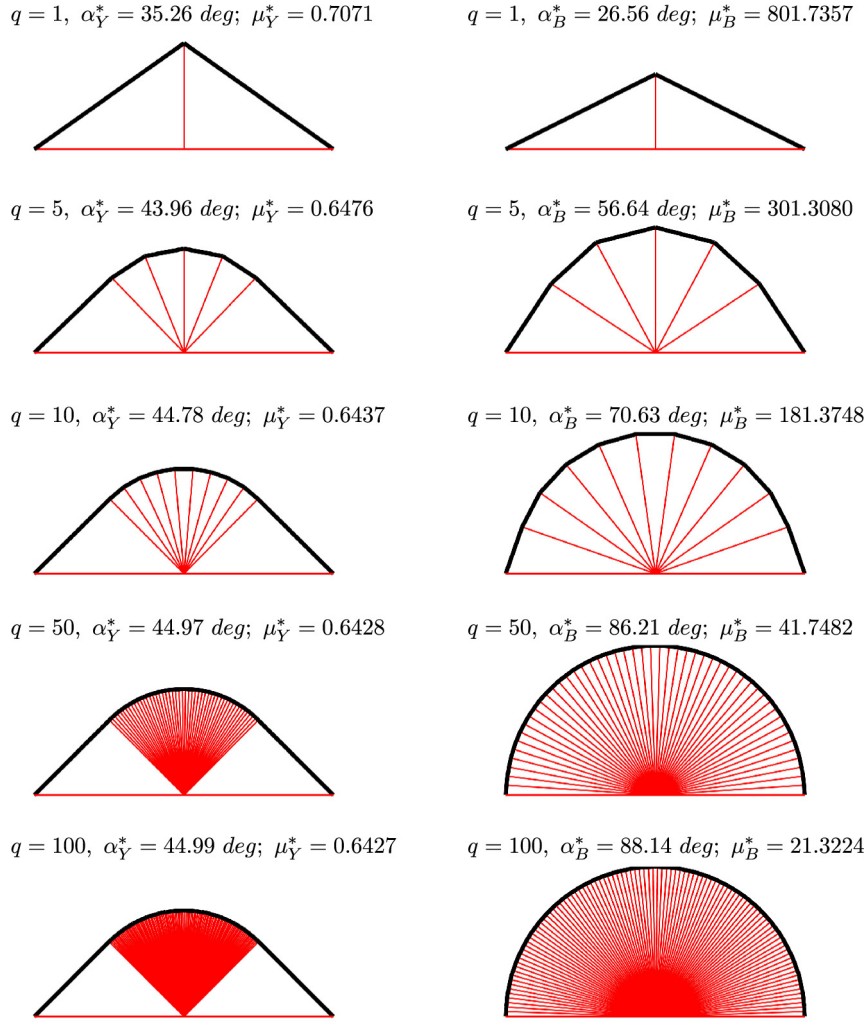 q = 1, α*_Y = 35.26 deg; μ*_Y = 0.7071
q = 1, α*_B = 26.56 deg; μ*_B = 801.7357
q = 5, α*_Y = 43.96 deg; μ*_Y = 0.6476
q = 5, α*_B = 56.64 deg; μ*_B = 301.3080
q = 10, α*_Y = 44.78 deg; μ*_Y = 0.6437
q = 10, α*_B = 70.63 deg; μ*_B = 181.3748
q = 50, α*_Y = 44.97 deg; μ*_Y = 0.6428
q = 50, α*_B = 86.21 deg; μ*_B = 41.7482
q = 100, α*_Y = 44.99 deg; μ*_Y = 0.6427
q = 100, α*_B = 88.14 deg; μ*_B = 21.3224